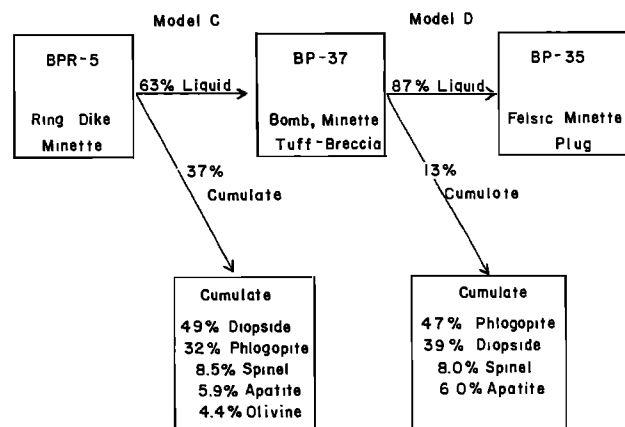 Model C
Model D
BPR-5
Ring Dike
Minette
63% Liquid
BP-37
Bomb, Minette
Tuff-Breccia
87% Liquid
BP-35
Felsic Minette
Plug
37%
Cumulate
13%
Cumulote
Cumulate
49% Diopside
32% Phlogopite
8.5% Spinel
5.9% Apatite
4.4% Olivine
Cumulate
47% Phlogopite
39% Diopside
8.0% Spinel
6 0% Apatite